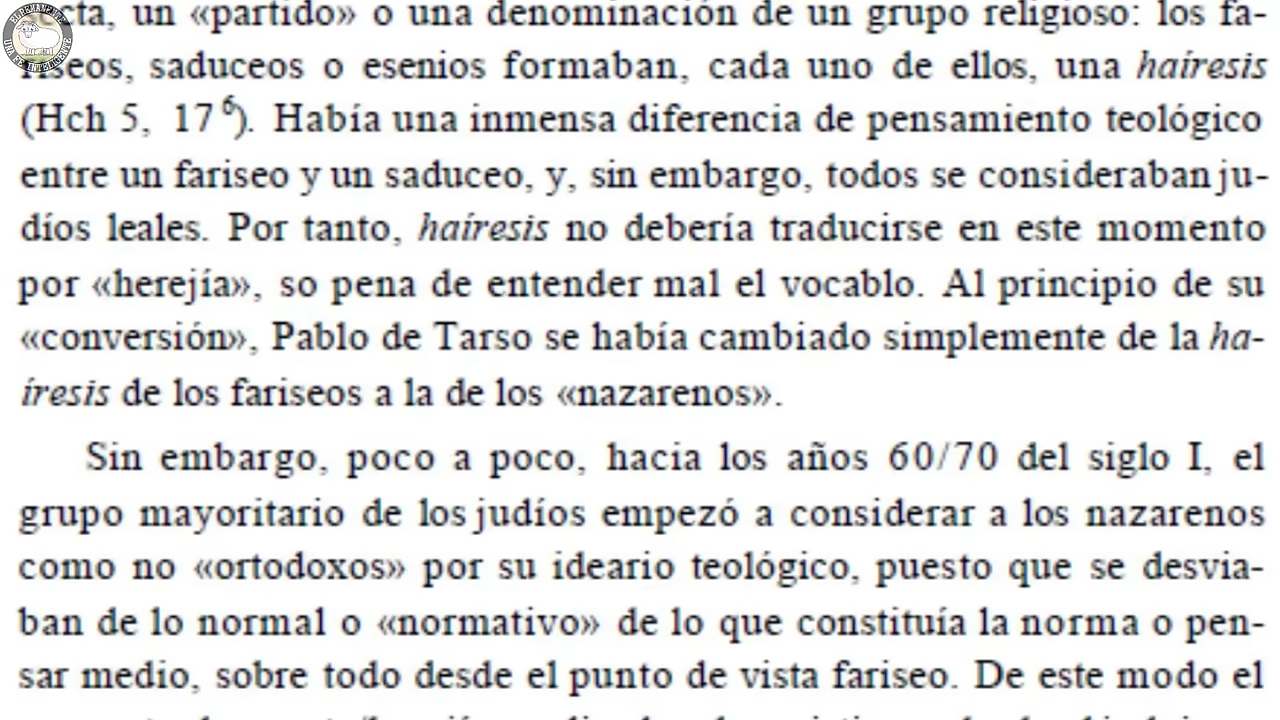 EL REMANENTE
UNA FE INTELIGENTE
cta, un «partido» o una denominación de un grupo religioso: los fa-
riseos, saduceos o esenios formaban, cada uno de ellos, una haíresis
(Hch 5, 17 6). Había una inmensa diferencia de pensamiento teológico
entre un fariseo y un saduceo, y, sin embargo, todos se consideraban ju-
díos leales. Por tanto, haíresis no debería traducirse en este momento
por «herejía», so pena de entender mal el vocablo. Al principio de su
«conversión», Pablo de Tarso se había cambiado simplemente de la ha-
íresis de los fariseos a la de los «nazarenos».
Sin embargo, poco a poco, hacia los años 60/70 del siglo I, el
grupo mayoritario de los judíos empezó a considerar a los nazarenos
como no «ortodoxos» por su ideario teológico, puesto que se desvia-
ban de lo normal o «normativo» de lo que constituía la norma o pen-
sar medio, sobre todo desde el punto de vista fariseo. De este modo el